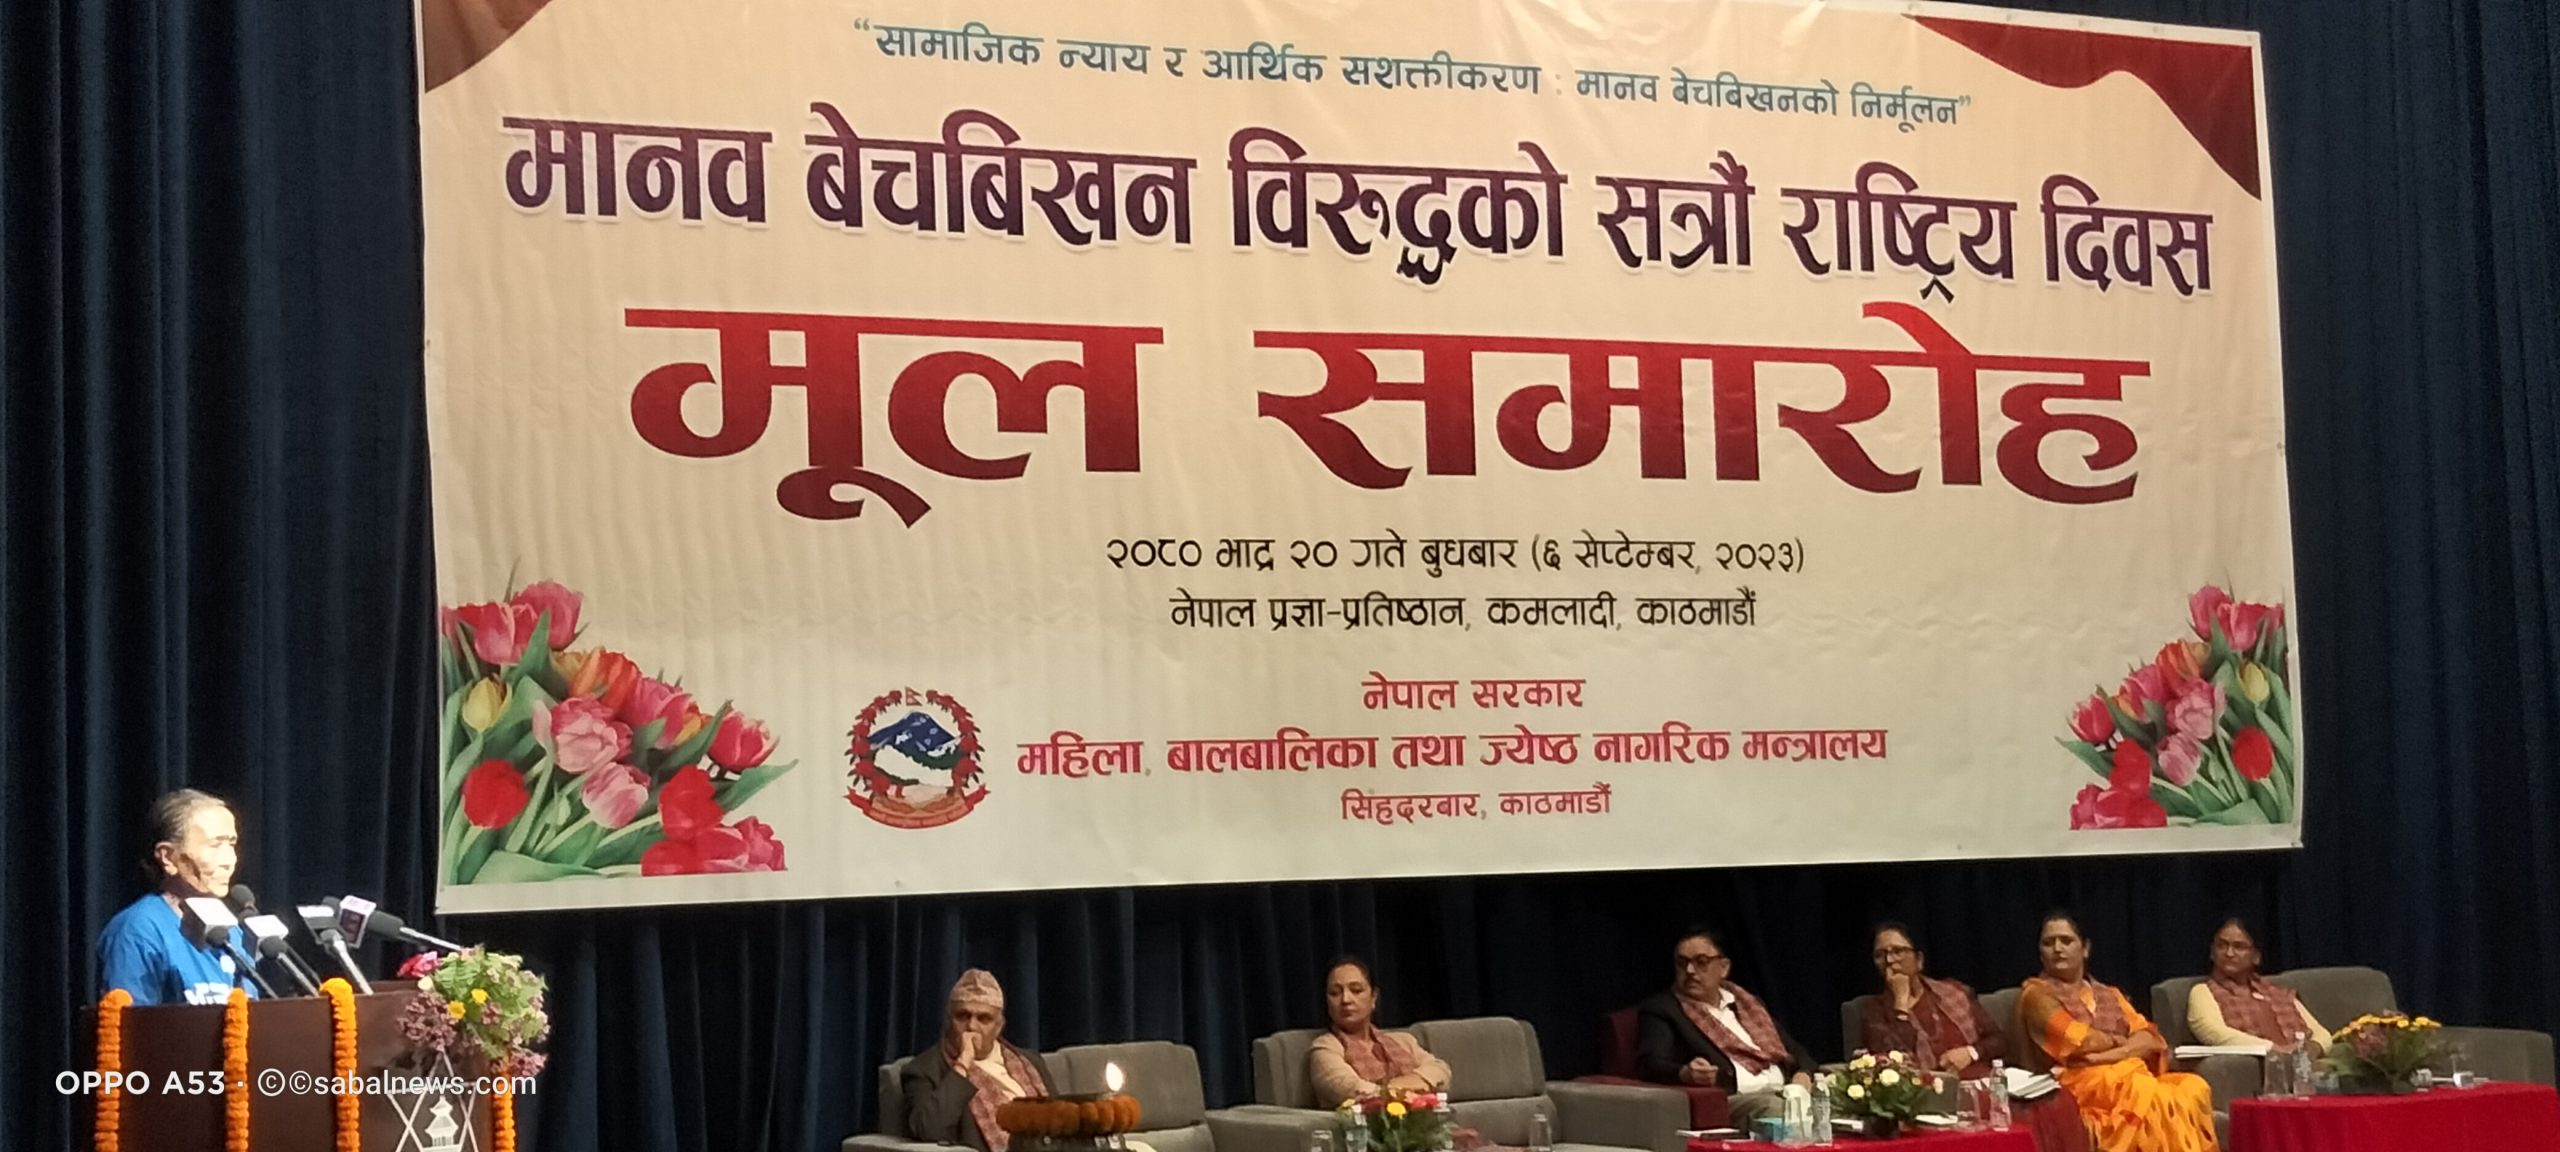 “सामाजिक न्याय र आर्थिक सशक्तीकरण : मानव बेचबिखनको निर्मूलन”
मानव बेचबिखन विरुद्धको सत्रौं राष्ट्रिय दिवस
मूल समारोह
२०८० भाद्र २० गते बुधबार (६ सेप्टेम्बर, २०२३)
नेपाल प्रज्ञा-प्रतिष्ठान, कमलादी, काठमाडौं
नेपाल सरकार
महिला, बालबालिका तथा ज्येष्ठ नागरिक मन्त्रालय
सिंहदरबार, काठमाडौं
OPPO A53 · ©©sabalnews.com